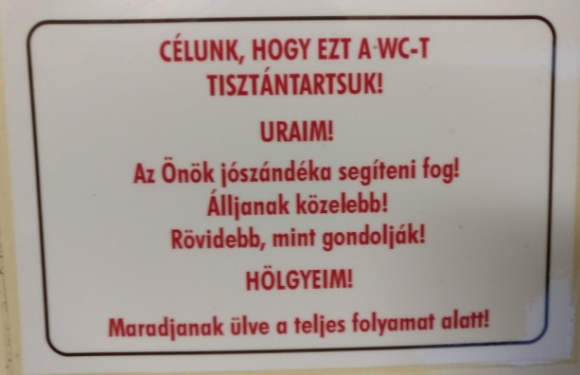 CÉLUNK, HOGY EZT A WC-T
TISZTÁNTARTSUK!
URAIM!
Az Önök jószándéka segíteni fog!
Álljanak közelebb!
Rövidebb, mint gondolják!
HÖLGYEIM!
Maradjanak ülve a teljes folyamat alatt!